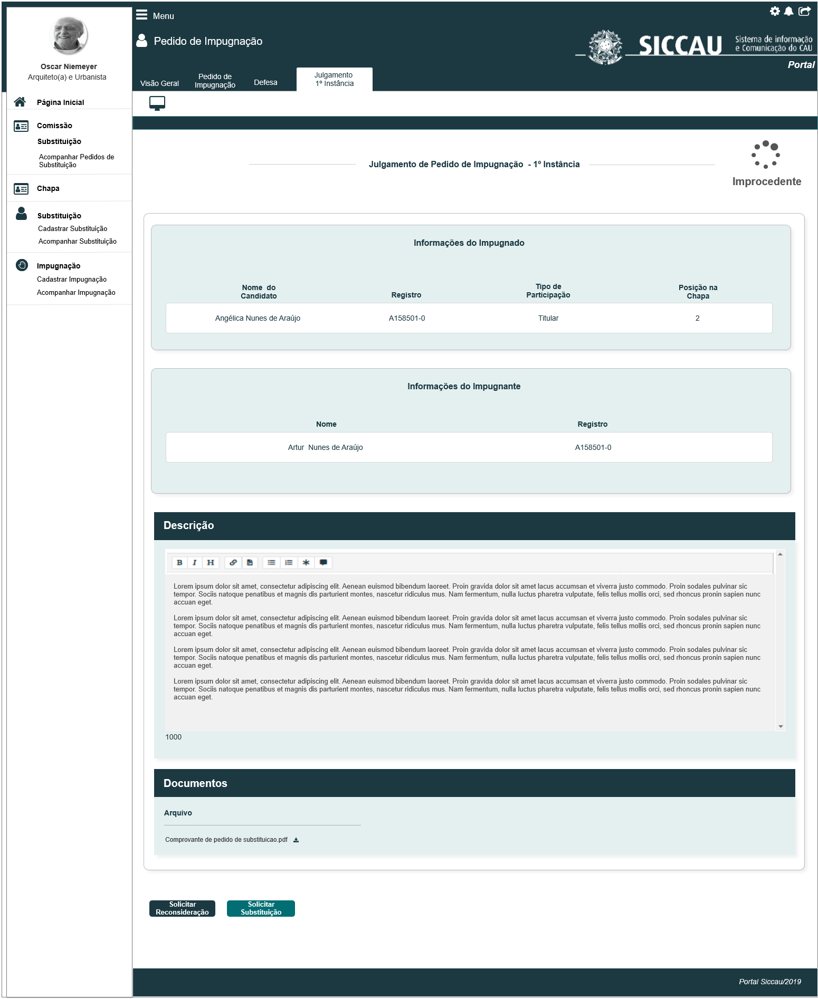 Menu
Pedido de Impugnação
SICCAU
Sistema de informação
e Comunicação do CAU
Portal
Visão Geral
Pedido de
Impugnação
Defesa
Julgamento
1º Instância
Oscar Niemeyer
Arquiteto(a) e Urbanista
Página Inicial
Comissão
Substituição
Acompanhar Pedidos de
Substituição
Chapa
Substituição
Cadastrar Substituição
Acompanhar Substituição
Impugnação
Cadastrar Impugnação
Acompanhar Impugnação
Julgamento de Pedido de Impugnação - 1º Instância
Improcedente
Informações do Impugnado
Nome do
Candidato
Registro
Tipo de
Participação
Posição na
Chapa
Angélica Nunes de Araújo
A158501-0
Titular
2
Informações do Impugnante
Nome
Registro
Artur Nunes de Araújo
A158501-0
Descrição
B I H
Lorem ipsum dolor sit amet, consectetur adipiscing elit. Aenean euismod bibendum laoreet. Proin gravida dolor sit amet lacus accumsan et viverra justo commodo. Proin sodales pulvinar sic
tempor. Sociis natoque penatibus et magnis dis parturient montes, nascetur ridiculus mus. Nam fermentum, nulla luctus pharetra vulputate, felis tellus mollis orci, sed rhoncus pronin sapien nunc
accuan eget.
Lorem ipsum dolor sit amet, consectetur adipiscing elit. Aenean euismod bibendum laoreet. Proin gravida dolor sit amet lacus accumsan et viverra justo commodo. Proin sodales pulvinar sic
tempor. Sociis natoque penatibus et magnis dis parturient montes, nascetur ridiculus mus. Nam fermentum, nulla luctus pharetra vulputate, felis tellus mollis orci, sed rhoncus pronin sapien nunc
accuan eget.
Lorem ipsum dolor sit amet, consectetur adipiscing elit. Aenean euismod bibendum laoreet. Proin gravida dolor sit amet lacus accumsan et viverra justo commodo. Proin sodales pulvinar sic
tempor. Sociis natoque penatibus et magnis dis parturient montes, nascetur ridiculus mus. Nam fermentum, nulla luctus pharetra vulputate, felis tellus mollis orci, sed rhoncus pronin sapien nunc
accuan eget.
Lorem ipsum dolor sit amet, consectetur adipiscing elit. Aenean euismod bibendum laoreet. Proin gravida dolor sit amet lacus accumsan et viverra justo commodo. Proin sodales pulvinar sic
tempor. Sociis natoque penatibus et magnis dis parturient montes, nascetur ridiculus mus. Nam fermentum, nulla luctus pharetra vulputate, felis tellus mollis orci, sed rhoncus pronin sapien nunc
accuan eget.
1000
Documentos
Arquivo
Comprovante de pedido de substituicao.pdf
Solicitar
Reconsideração
Solicitar
Substituição
Portal Siccau/2019